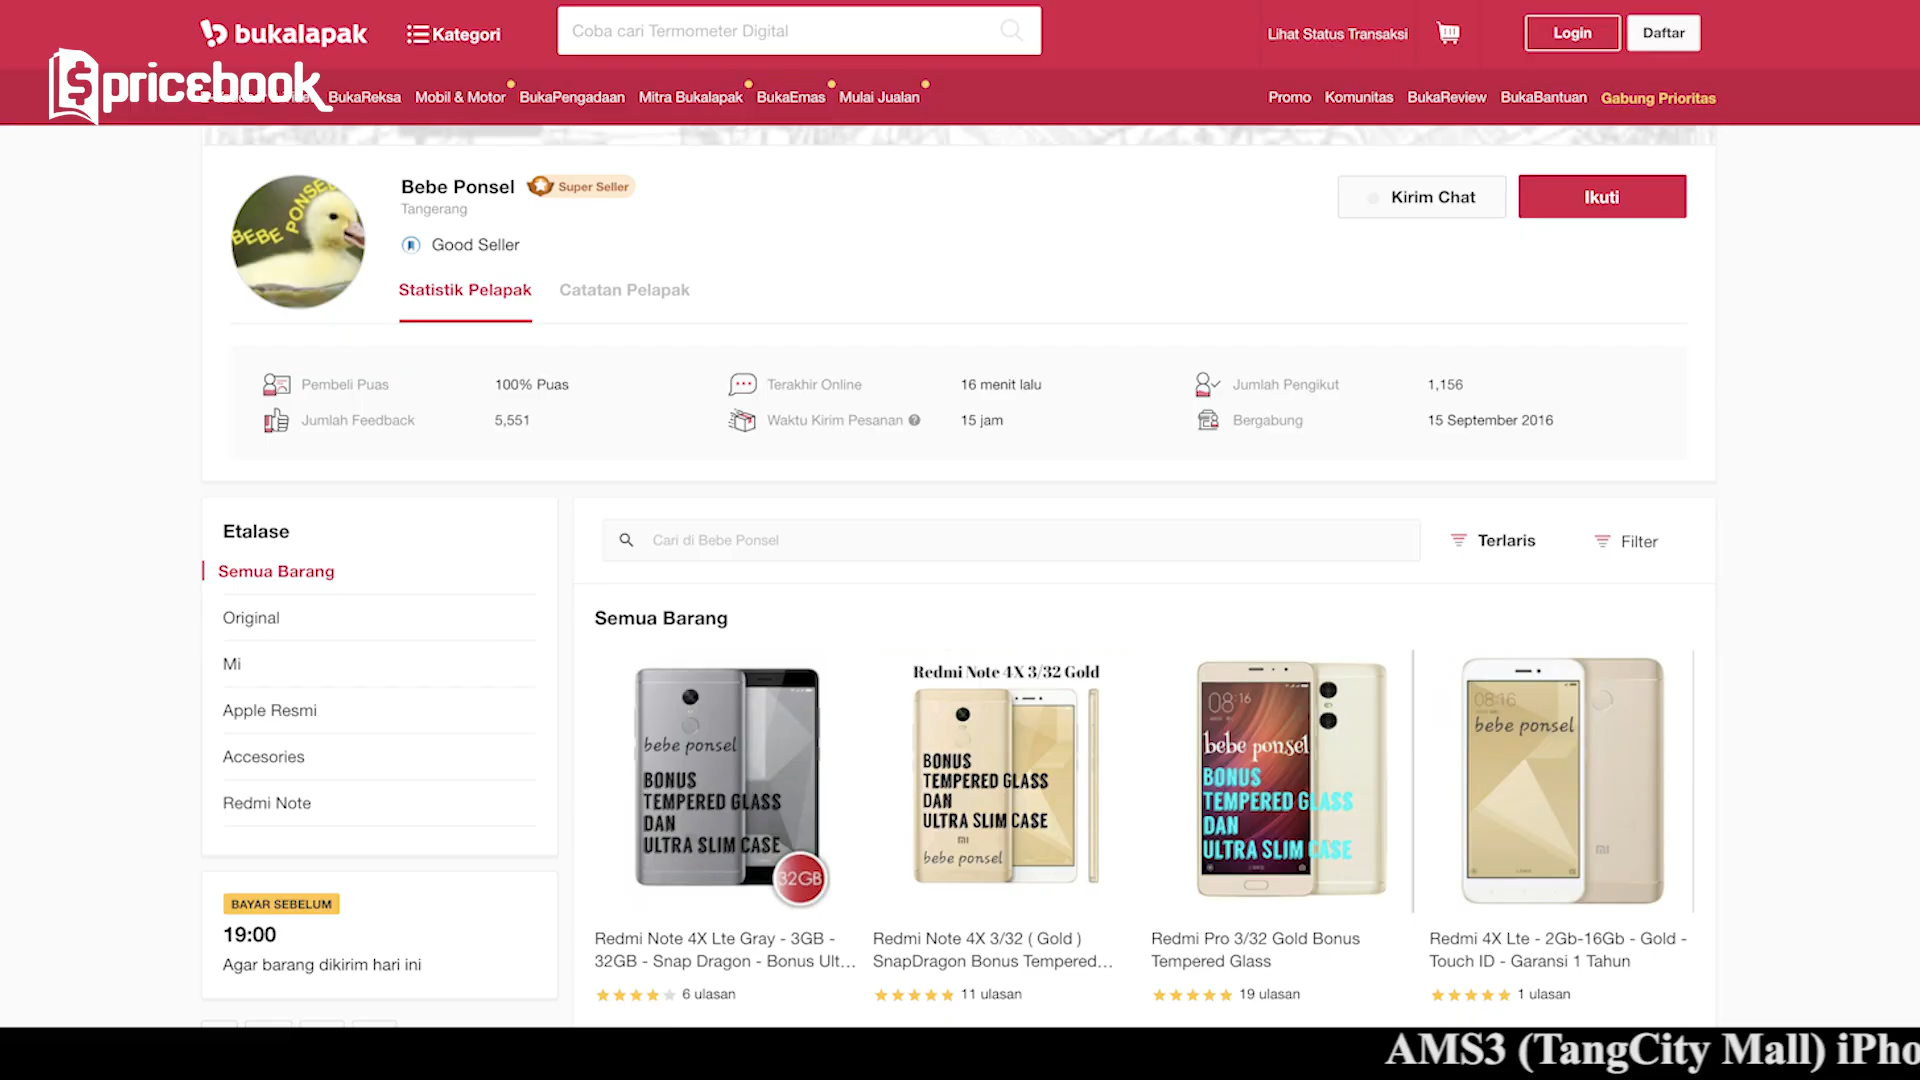 bukalapak
Kategori
Coba cari Termometer Digital
Lihat Status Transaksi
Login
Daftar
pricebook
BukaReksa
Mobil & Motor
BukaPengadaan
Mitra Bukalapak
BukaEmas
Mulai Jualan
Promo
Komunitas
BukaReview
BukaBantuan
Gabung Prioritas
BEBE PONSEL
Bebe Ponsel
Super Seller
Tangerang
Good Seller
Kirim Chat
Ikuti
Statistik Pelapak
Catatan Pelapak
Pembeli Puas
100% Puas
Terakhir Online
16 menit lalu
Jumlah Pengikut
1,156
Jumlah Feedback
5,551
Waktu Kirim Pesanan
15 jam
Bergabung
15 September 2016
Etalase
Semua Barang
Original
Mi
Apple Resmi
Accesories
Redmi Note
BAYAR SEBELUM
19:00
Agar barang dikirim hari ini
Cari di Bebe Ponsel
Terlaris
Filter
Semua Barang
bebe ponsel
BONUS
TEMPERED GLASS
DAN
ULTRA SLIM CASE
32GB
Redmi Note 4X Lte Gray - 3GB -
32GB - Snap Dragon - Bonus Ult...
6 ulasan
Redmi Note 4X 3/32 Gold
BONUS
TEMPERED GLASS
DAN
ULTRA SLIM CASE
mi
bebe ponsel
Redmi Note 4X 3/32 ( Gold )
SnapDragon Bonus Tempered...
11 ulasan
08:16
bebe ponsel
BONUS
TEMPERED GLASS
DAN
ULTRA SLIM CASE
Redmi Pro 3/32 Gold Bonus
Tempered Glass
19 ulasan
08:16
bebe ponsel
mi
Redmi 4X Lte - 2Gb-16Gb - Gold -
Touch ID - Garansi 1 Tahun
1 ulasan
AMS3 (TangCity Mall) iPho